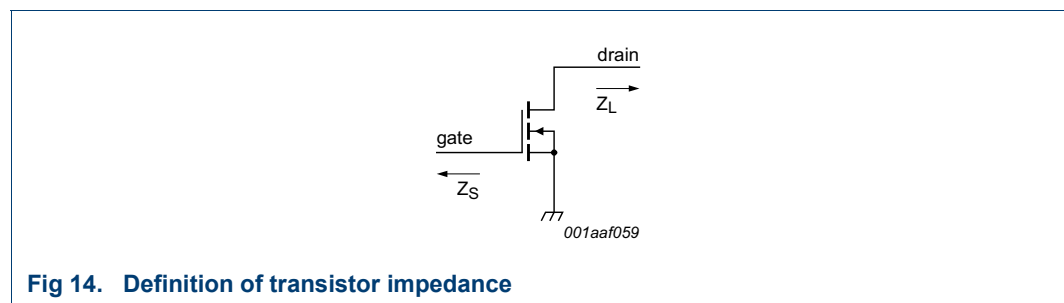 drain
Z_L
gate
Z_S
001aaf059
Fig 14. Definition of transistor impedance